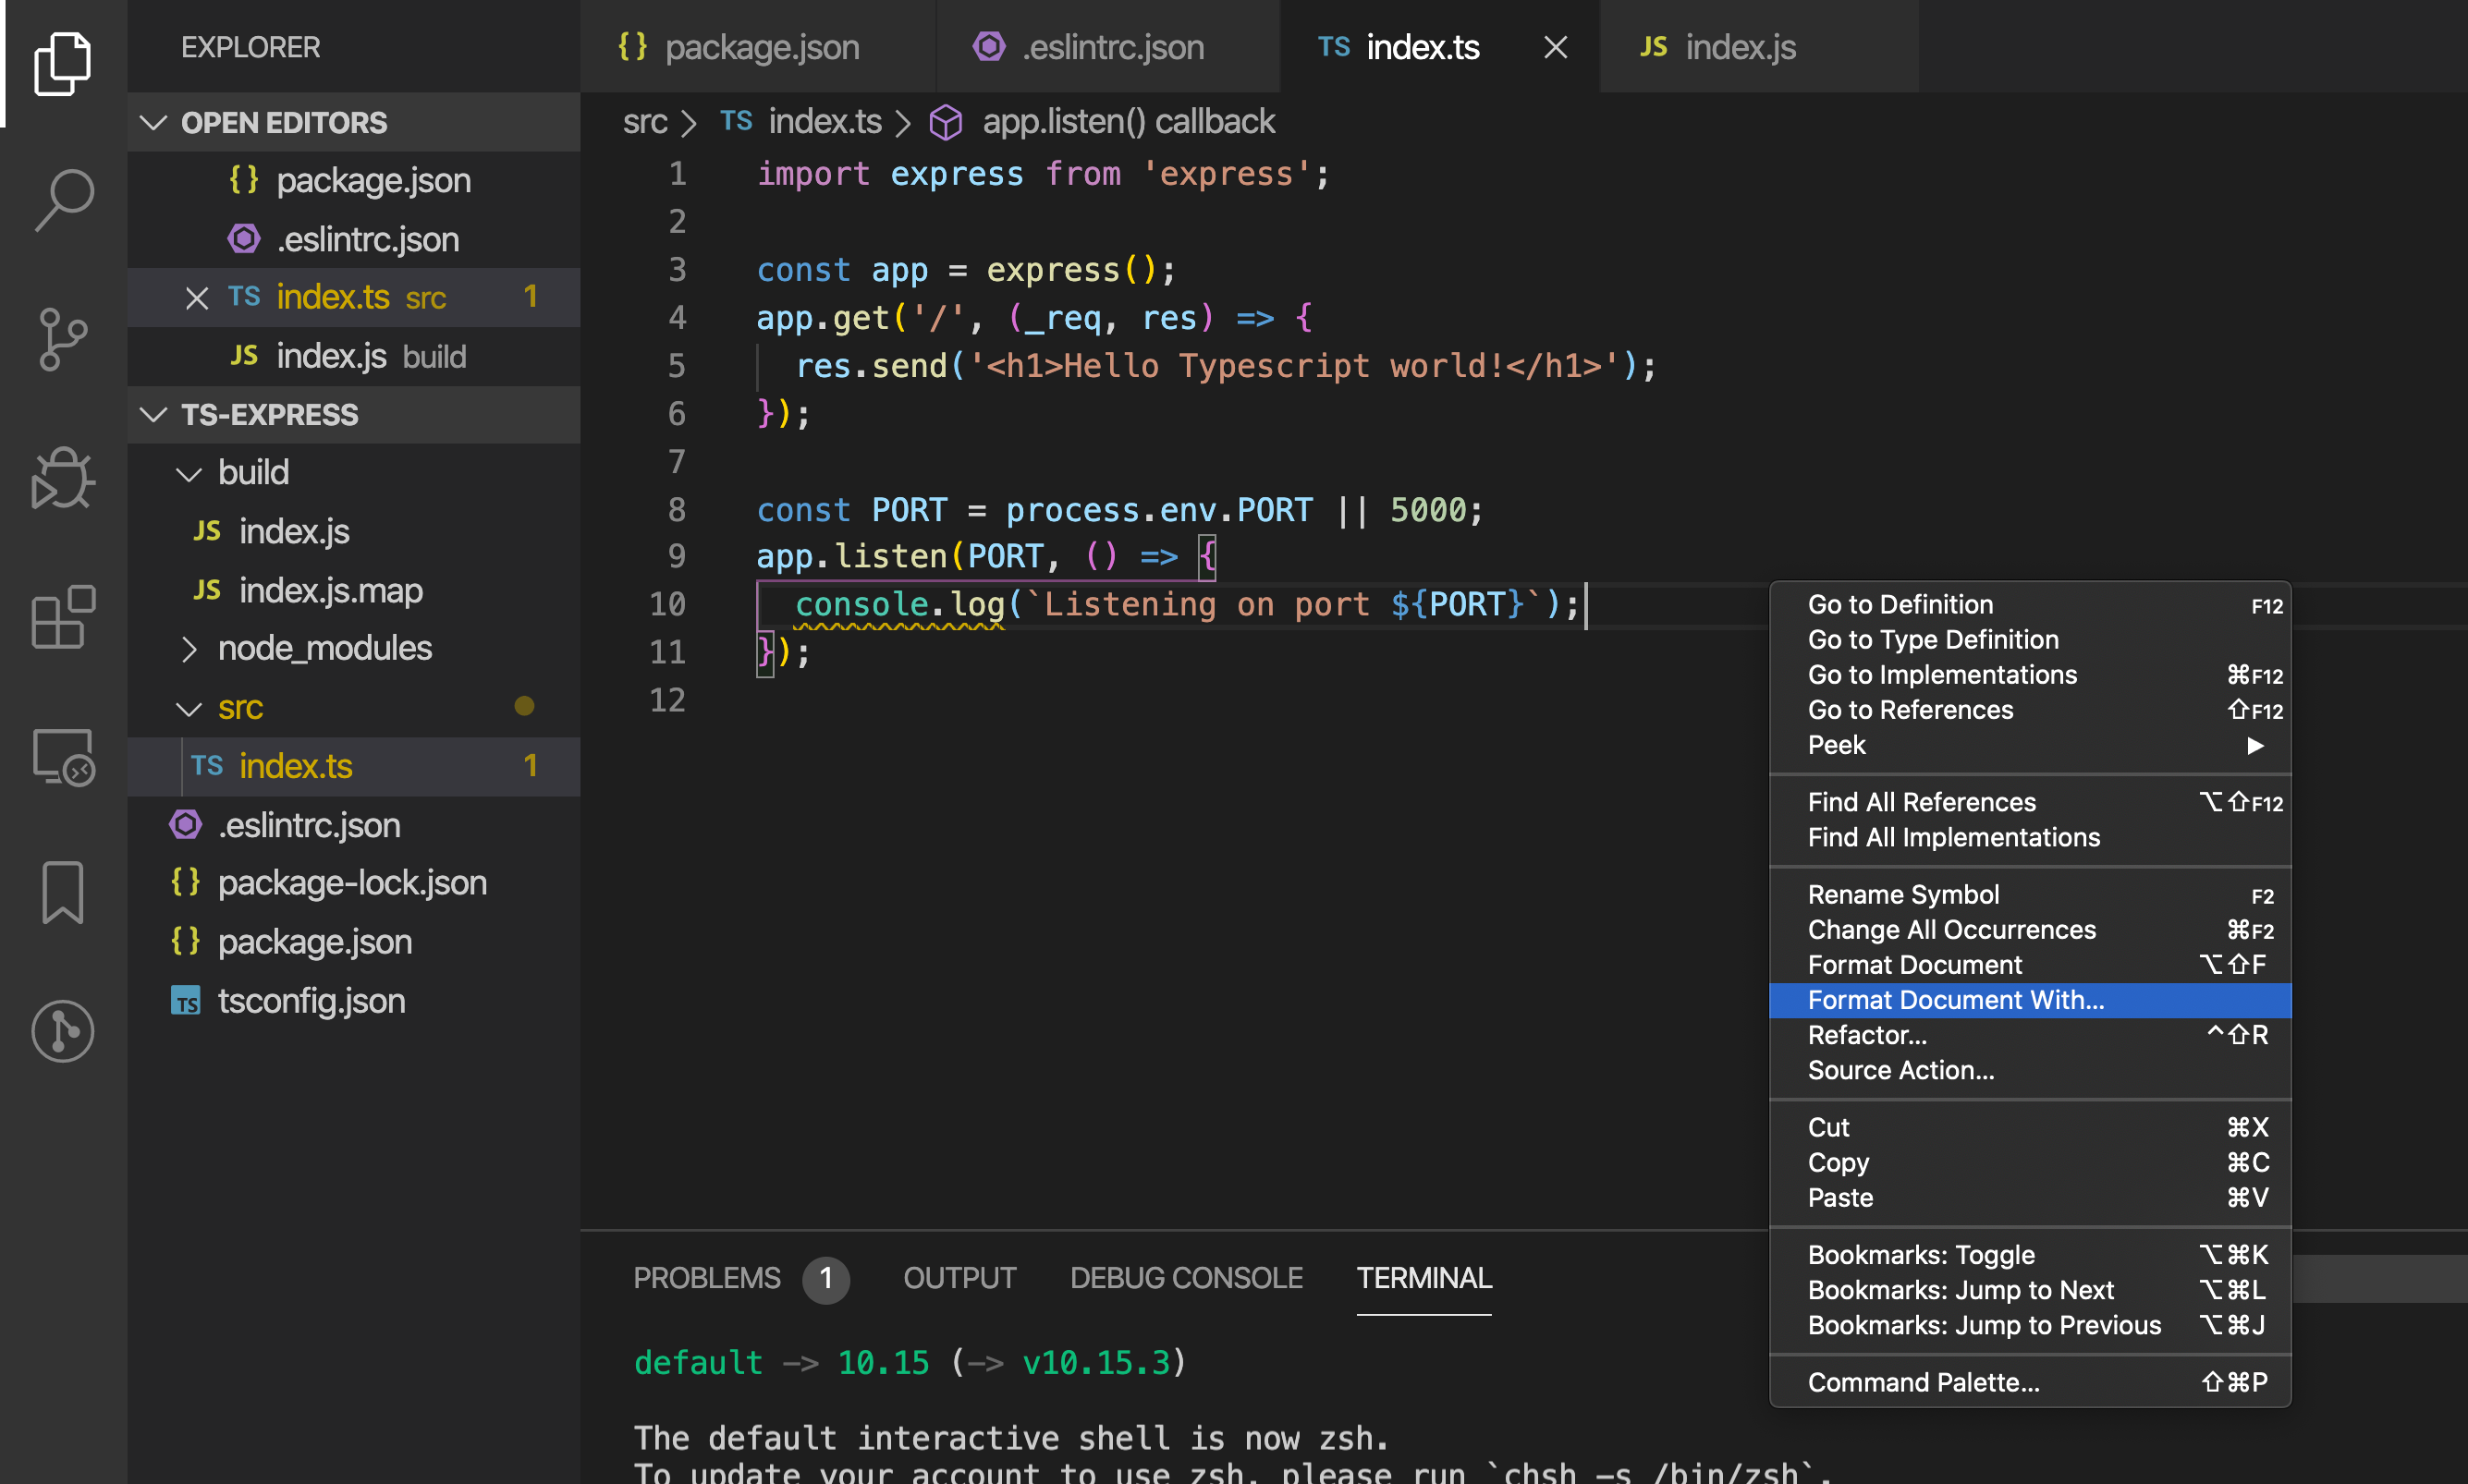 EXPLORER
OPEN EDITORS
{} package.json
.eslintrc.json
TS index.ts src 1
JS index.js build
TS-EXPRESS
build
JS index.js
JS index.js.map
node_modules
src
TS index.ts 1
.eslintrc.json
{} package-lock.json
{} package.json
TS tsconfig.json
{} package.json
.eslintrc.json
TS index.ts
JS index.js
src > TS index.ts > app.listen() callback
1 import express from 'express';
2
3 const app = express();
4 app.get('/', (_req, res) => {
5 res.send('<h1>Hello Typescript world!</h1>');
6 });
7
8 const PORT = process.env.PORT || 5000;
9 app.listen(PORT, () => {
10 console.log(`Listening on port ${PORT}`);
11 });
12
Go to Definition F12
Go to Type Definition
Go to Implementations ⌘F12
Go to References ⇧F12
Peek ▶
Find All References ⌥⇧F12
Find All Implementations
Rename Symbol F2
Change All Occurrences ⌘F2
Format Document ⌥⇧F
Format Document With...
Refactor... ^⇧R
Source Action...
Cut ⌘X
Copy ⌘C
Paste ⌘V
Bookmarks: Toggle ⌥⌘K
Bookmarks: Jump to Next ⌥⌘L
Bookmarks: Jump to Previous ⌥⌘J
Command Palette... ⇧⌘P
PROBLEMS 1 OUTPUT DEBUG CONSOLE TERMINAL
default -> 10.15 (-> v10.15.3)
The default interactive shell is now zsh.
To update your account to use zsh, please run `chsh -s /bin/zsh`.